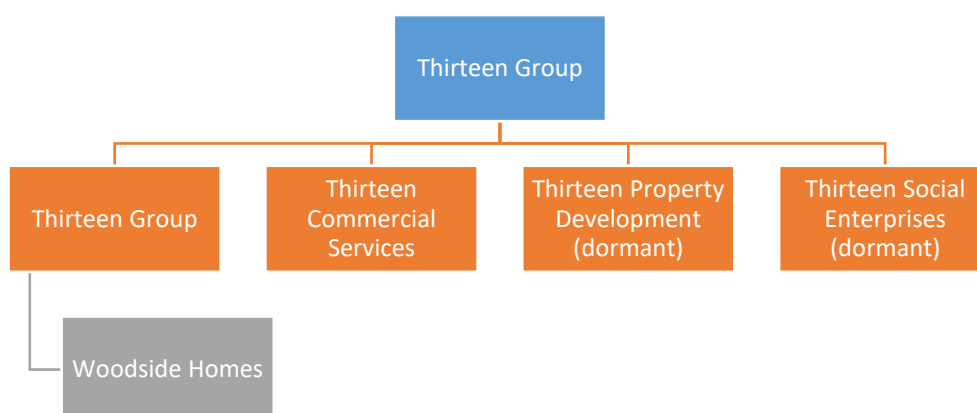 Thirteen Group
Thirteen Group
Thirteen
Commercial
Services
Thirteen Property
Development
(dormant)
Thirteen Social
Enterprises
(dormant)
Woodside Homes